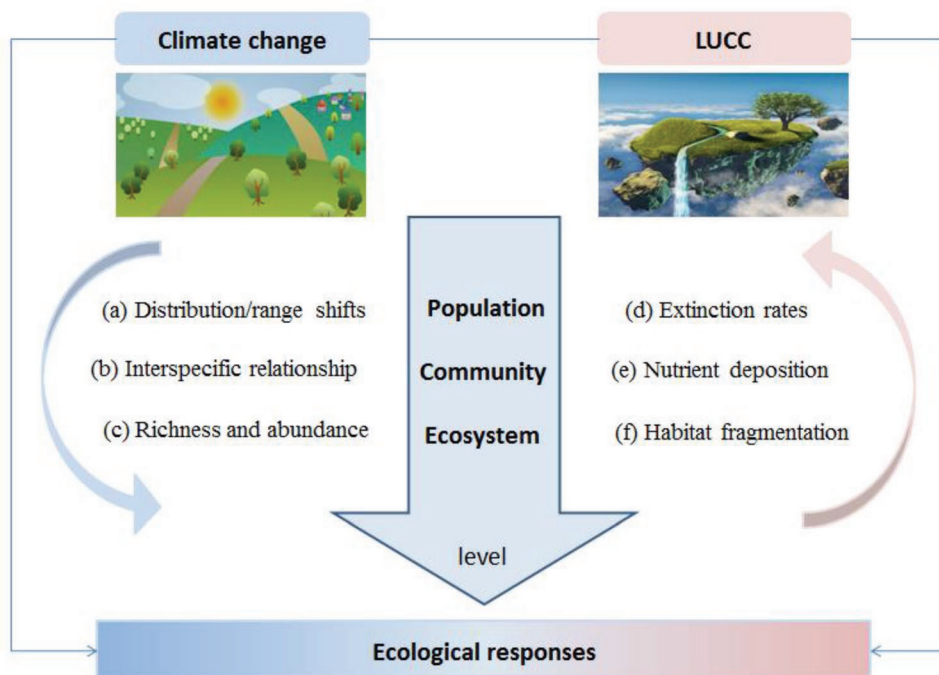 Climate change
LUCC
(a) Distribution/range shifts
(b) Interspecific relationship
(c) Richness and abundance
Population
Community
Ecosystem
level
(d) Extinction rates
(e) Nutrient deposition
(f) Habitat fragmentation
Ecological responses